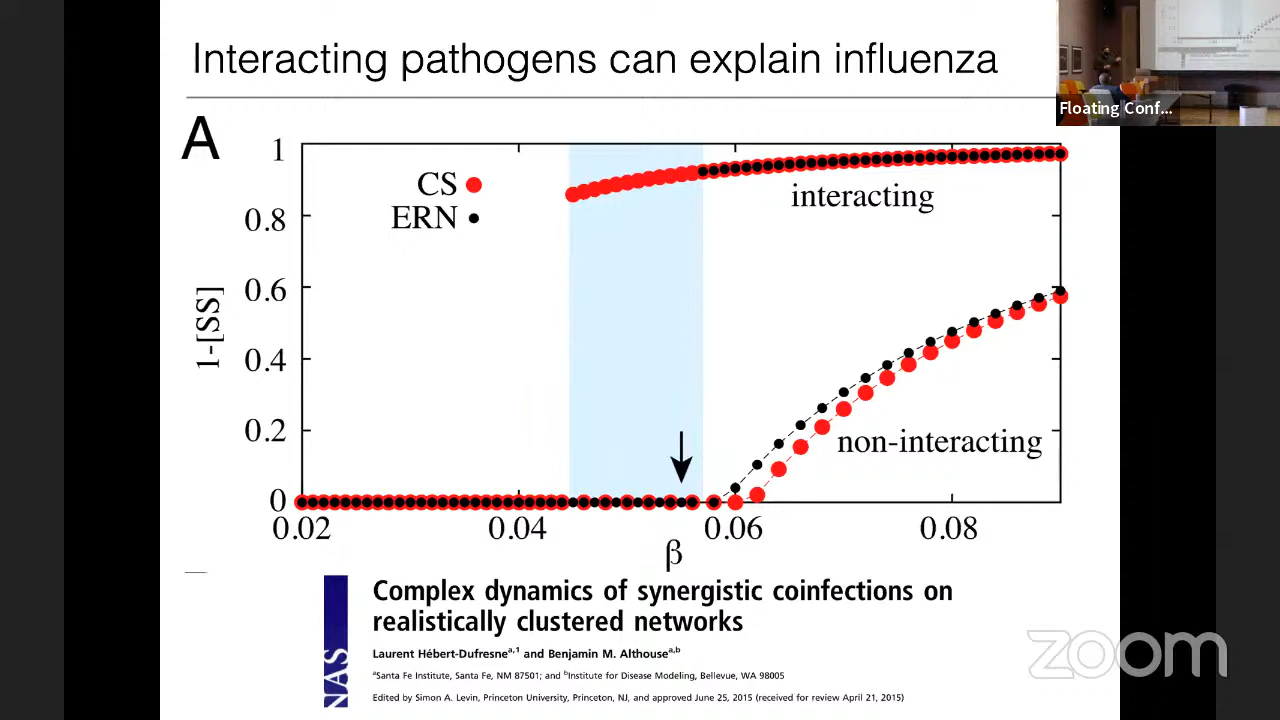 Interacting pathogens can explain influenza
Floating Conf...
A
1
0.8
0.6
0.4
0.2
0
1-[SS]
CS
ERN
interacting
non-interacting
0.02
0.04
0.06
0.08
β
Complex dynamics of synergistic coinfections on
realistically clustered networks
Laurent Hébert-Dufresneᵃ,¹ and Benjamin M. Althouseᵃ,ᵇ
ᵃSanta Fe Institute, Santa Fe, NM 87501; and ᵇInstitute for Disease Modeling, Bellevue, WA 98005
Edited by Simon A. Levin, Princeton University, Princeton, NJ, and approved June 25, 2015 (received for review April 21, 2015)
NAS
zoom